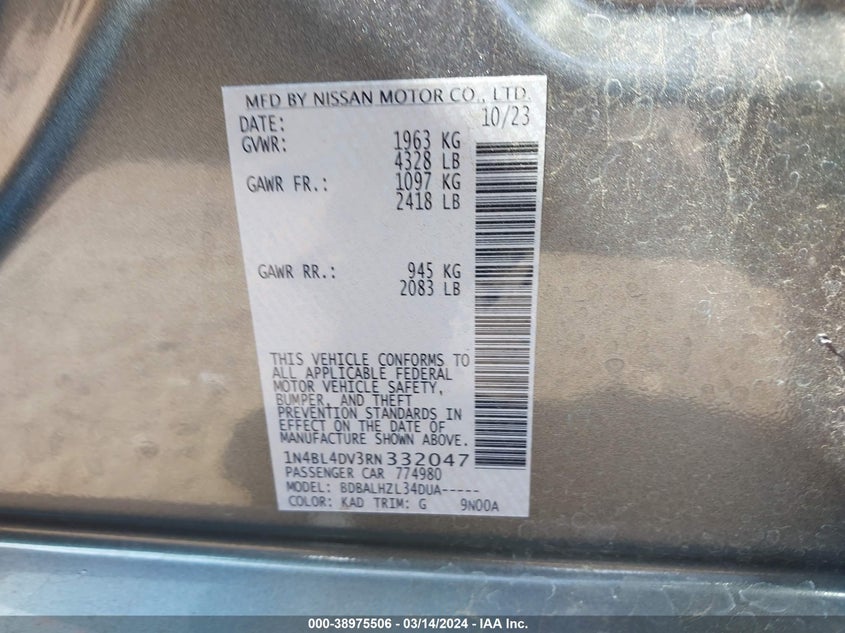 MFD BY NISSAN MOTOR CO., LTD.
DATE: 10/23
GVWR: 1963 KG
4328 LB
GAWR FR.: 1097 KG
2418 LB
GAWR RR.: 945 KG
2083 LB
THIS VEHICLE CONFORMS TO
ALL APPLICABLE FEDERAL
MOTOR VEHICLE SAFETY,
BUMPER, AND THEFT
PREVENTION STANDARDS IN
EFFECT ON THE DATE OF
MANUFACTURE SHOWN ABOVE.
1N4BL4DV3RN332047
PASSENGER CAR 774980
MODEL: BDBALHZL34DUA-----
COLOR: KAD TRIM: G 9N00A
000-38975506 - 03/14/2024 - IAA Inc.